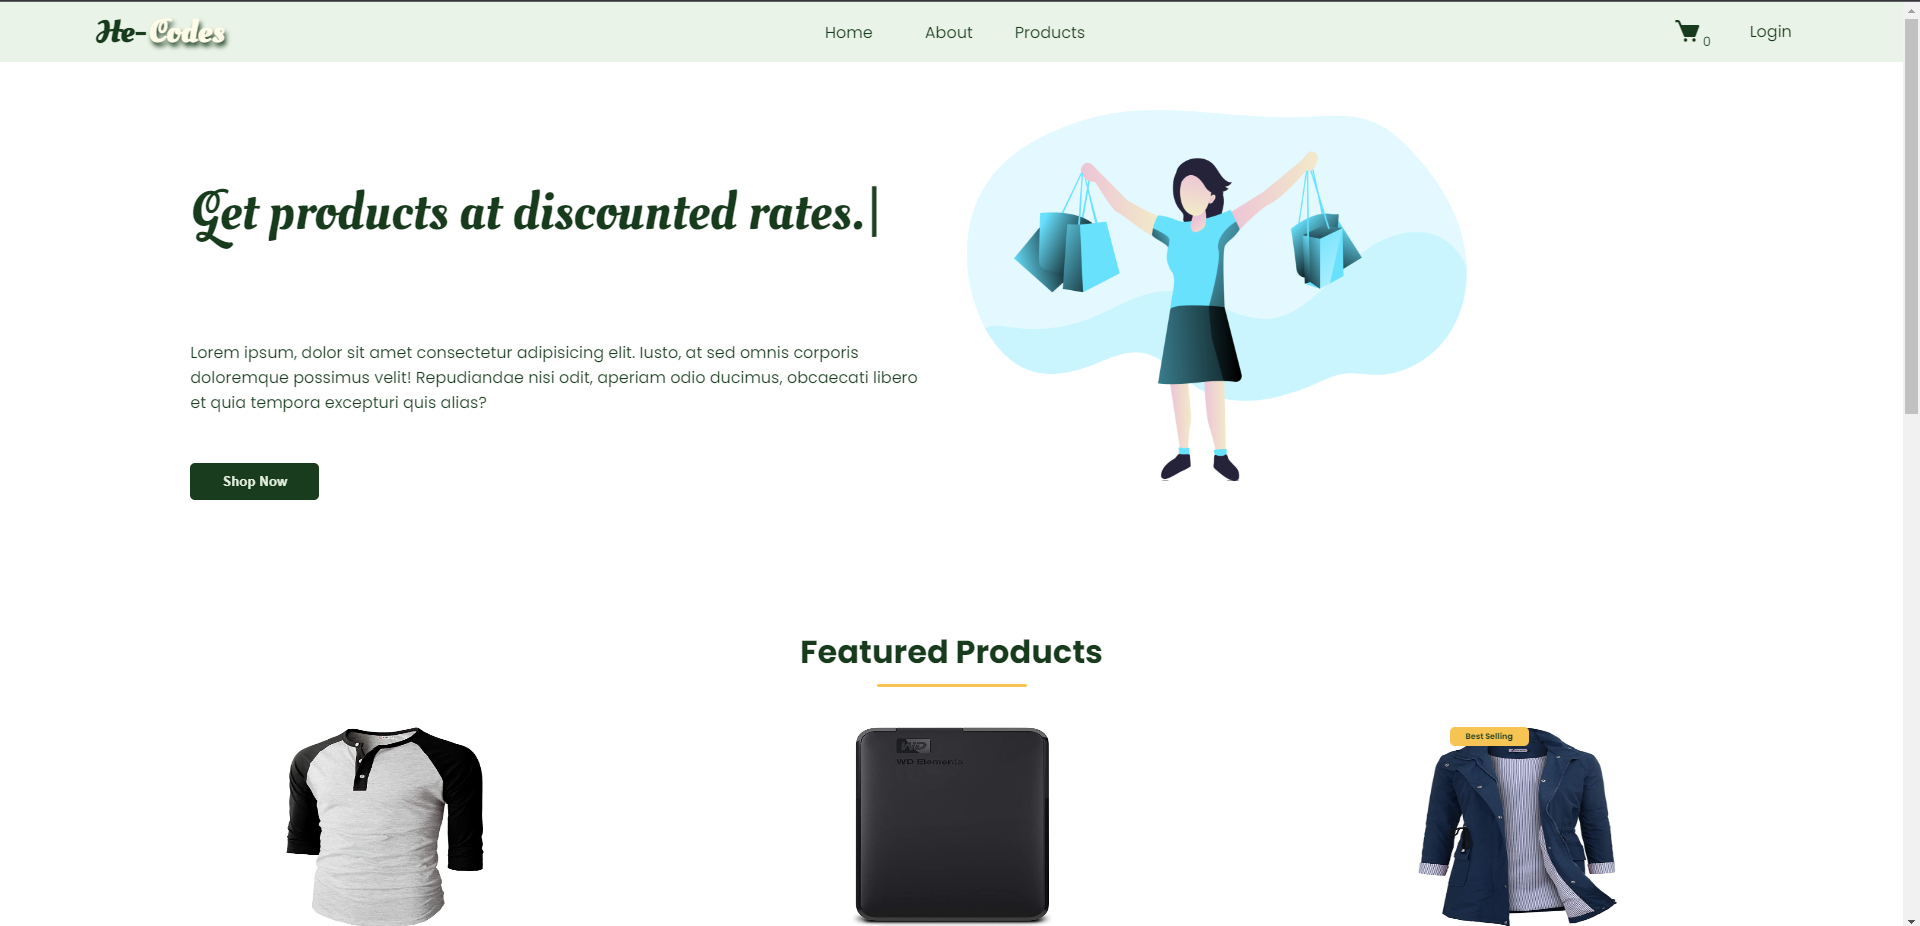 He-Codes
Home About Products
0 Login
Get products at discounted rates.
Lorem ipsum, dolor sit amet consectetur adipisicing elit. Iusto, at sed omnis corporis
doloremque possimus velit! Repudiandae nisi odit, aperiam odio ducimus, obcaecati libero
et quia tempora excepturi quis alias?
Shop Now
Featured Products
WD
WD Elements
Best Selling